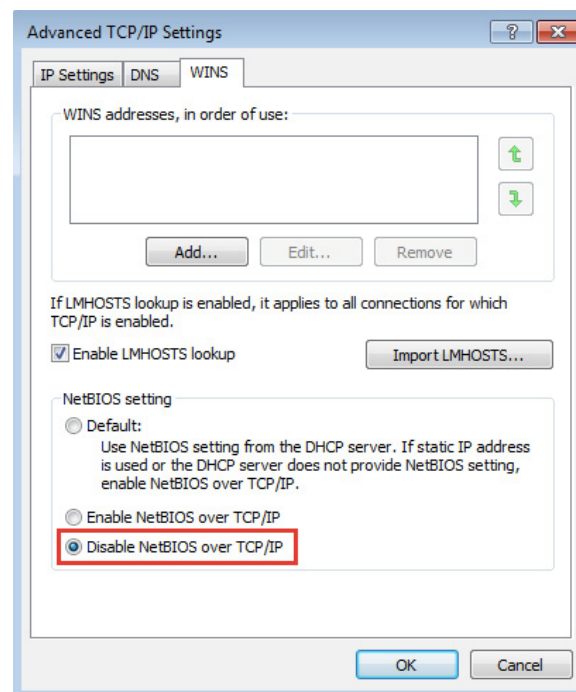 Advanced TCP/IP Settings
?
IP Settings DNS WINS
WINS addresses, in order of use:
Add... Edit... Remove
If LMHOSTS lookup is enabled, it applies to all connections for which
TCP/IP is enabled.
Enable LMHOSTS lookup Import LMHOSTS...
NetBIOS setting
Default:
Use NetBIOS setting from the DHCP server. If static IP address
is used or the DHCP server does not provide NetBIOS setting,
enable NetBIOS over TCP/IP.
Enable NetBIOS over TCP/IP
Disable NetBIOS over TCP/IP
OK Cancel